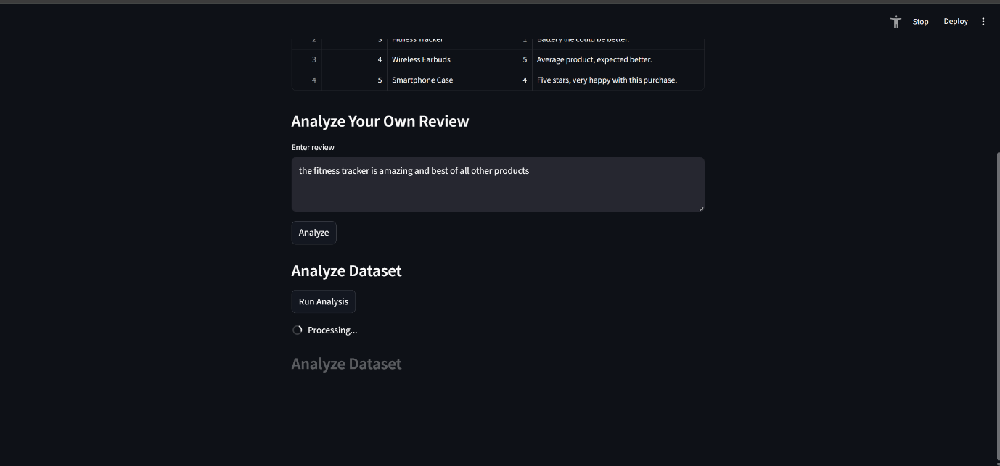 Stop Deploy
2 3 Fitness Tracker 1 Battery life could be better.
3 4 Wireless Earbuds 5 Average product, expected better.
4 5 Smartphone Case 4 Five stars, very happy with this purchase.
Analyze Your Own Review
Enter review
the fitness tracker is amazing and best of all other products
Analyze
Analyze Dataset
Run Analysis
Processing...
Analyze Dataset